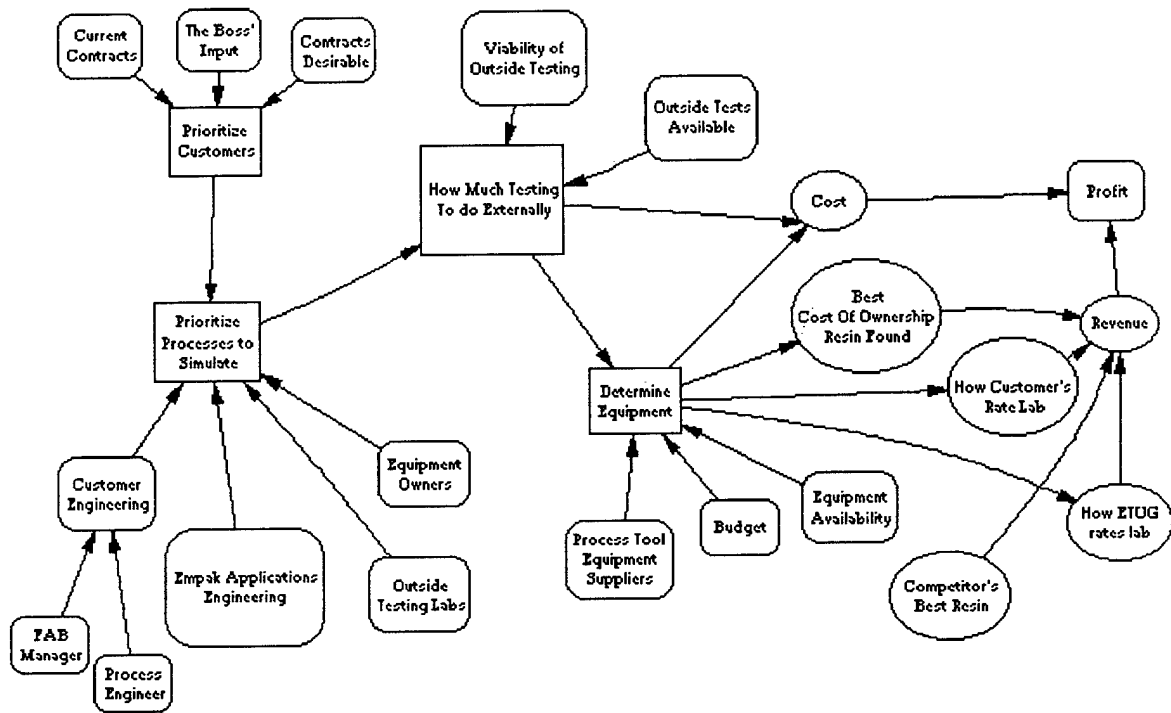 Current
Contracts
The Boss'
Input
Contracts
Desirable
Prioritize
Customers
Viability of
Outside Testing
Outside Tests
Available
How Much Testing
To do Externally
Cost
Profit
Prioritize
Processes to
Simulate
Best
Cost Of Ownership
Resin Found
Revenue
Determine
Equipment
How Customer's
Rate Lab
Customer
Engineering
Equipment
Owners
Empak Applications
Engineering
Outside
Testing Labs
FAB
Manager
Process
Engineer
Process Tool
Equipment
Suppliers
Budget
Equipment
Availability
How ETUG
rates lab
Competitor's
Best Resin